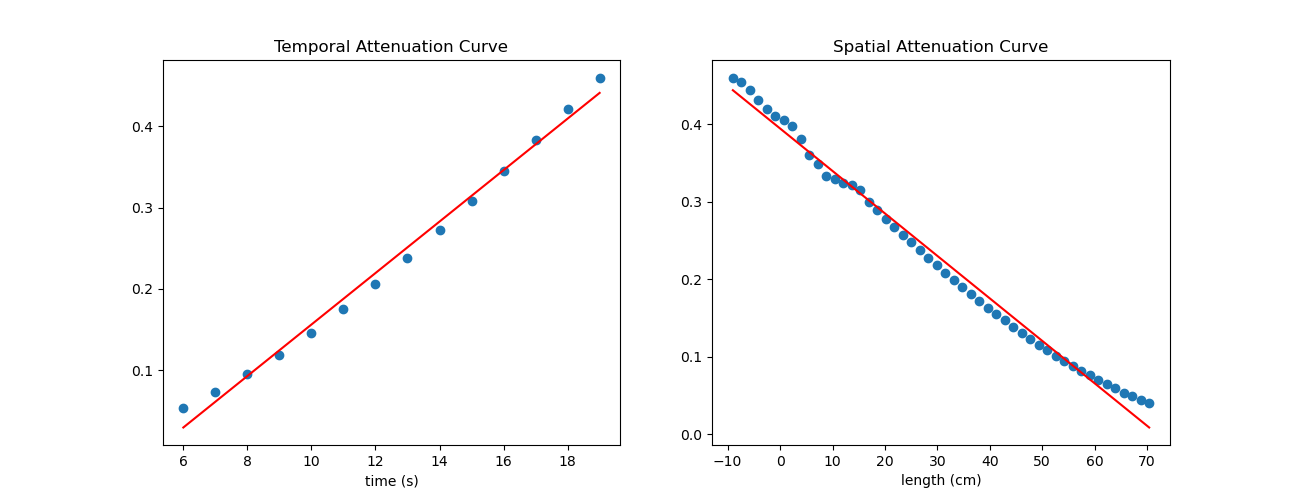 Temporal Attenuation Curve
0.4
0.3
0.2
0.1
6 8 10 12 14 16 18
time (s)
Spatial Attenuation Curve
0.4
0.3
0.2
0.1
0.0
−10 0 10 20 30 40 50 60 70
length (cm)